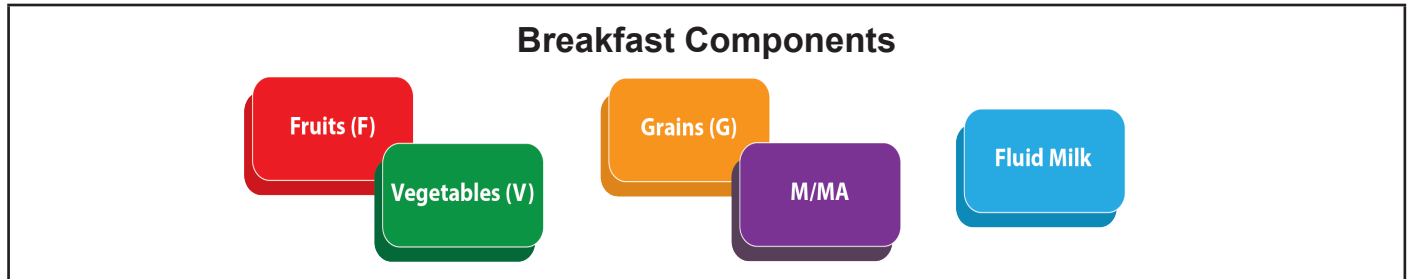 Breakfast Components
Fruits (F)
Vegetables (V)
Grains (G)
M/MA
Fluid Milk